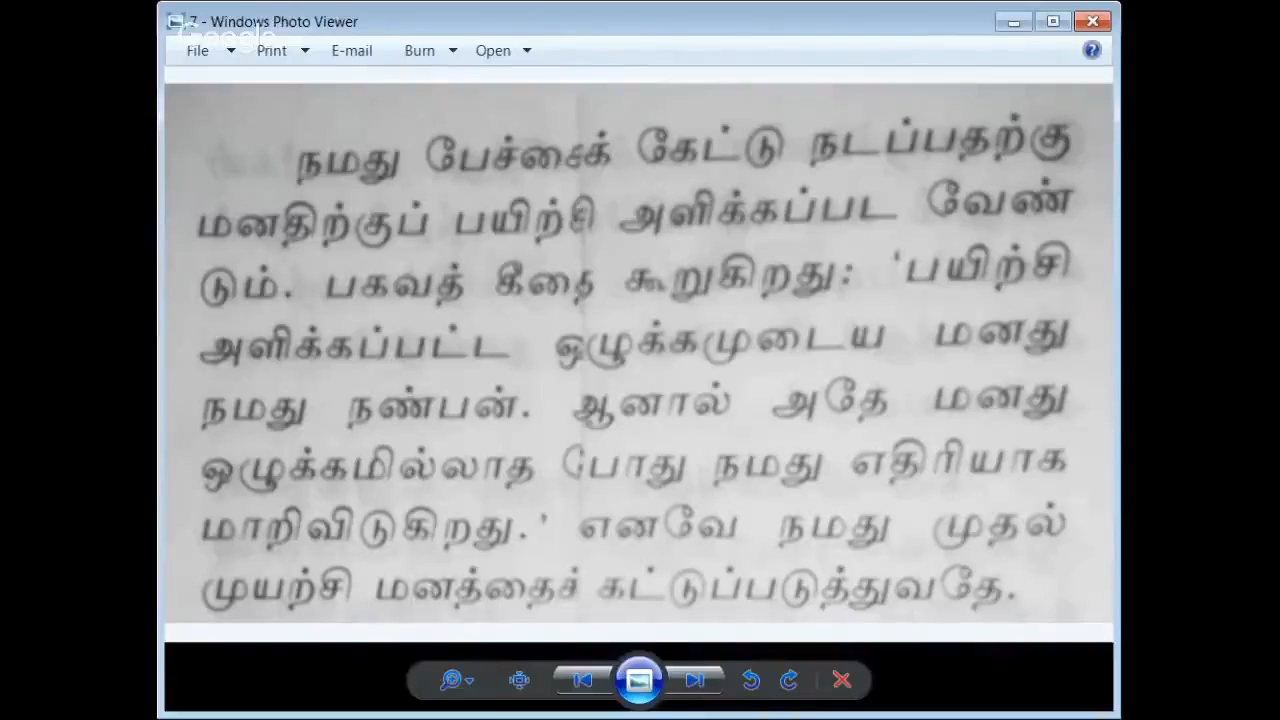 7 - Windows Photo Viewer
Google
File Print E-mail Burn Open
நமது பேச்சைக் கேட்டு நடப்பதற்கு
மனதிற்குப் பயிற்சி அளிக்கப்பட வேண்
டும். பகவத் கீதை கூறுகிறது: 'பயிற்சி
அளிக்கப்பட்ட ஒழுக்கமுடைய மனது
நமது நண்பன். ஆனால் அதே மனது
ஒழுக்கமில்லாத போது நமது எதிரியாக
மாறிவிடுகிறது.' எனவே நமது முதல்
முயற்சி மனத்தைச் கட்டுப்படுத்துவதே.